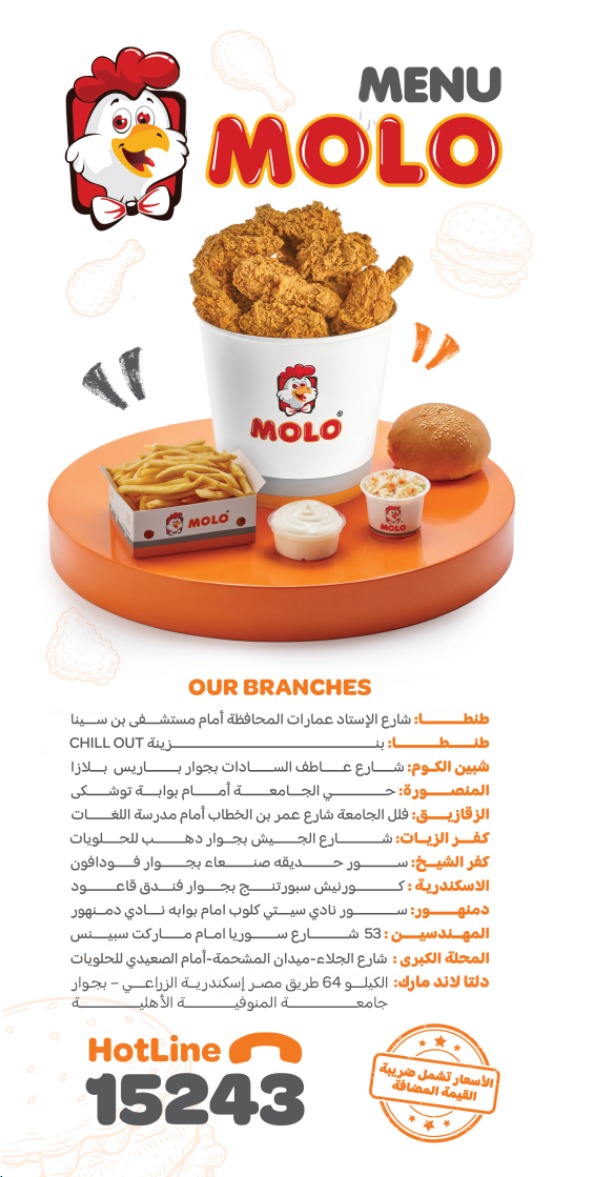 MENU
MOLO
MOLO
MOLO
MOLO
OUR BRANCHES
طنطا: شارع الإستاد عمارات المحافظة أمام مستشفى بن سينا
طنطا: بنزينة CHILL OUT
شبين الكوم: شارع عاطف السادات بجوار باريس بلازا
المنصورة: حي الجامعة أمام بوابة توشكى
الزقازيق: فلل الجامعة شارع عمر بن الخطاب أمام مدرسة اللغات
كفر الزيات: شارع الجيش بجوار دهب للحلويات
كفر الشيخ: سور حديقه صنعاء بجوار فودافون
الاسكندرية: كورنيش سبورتنج بجوار فندق قاعود
دمنهور: سور نادي سيتي كلوب امام بوابه نادي دمنهور
المهندسين: 53 شارع سوريا امام ماركت سبينس
المحلة الكبرى: شارع الجلاء-ميدان المشحمة-أمام الصعيدي للحلويات
دلتا لاند مارك: الكيلو 64 طريق مصر إسكندرية الزراعي – بجوار
جامعة المنوفية الأهلية
HotLine
15243
الأسعار تشمل ضريبة
القيمة المضافة